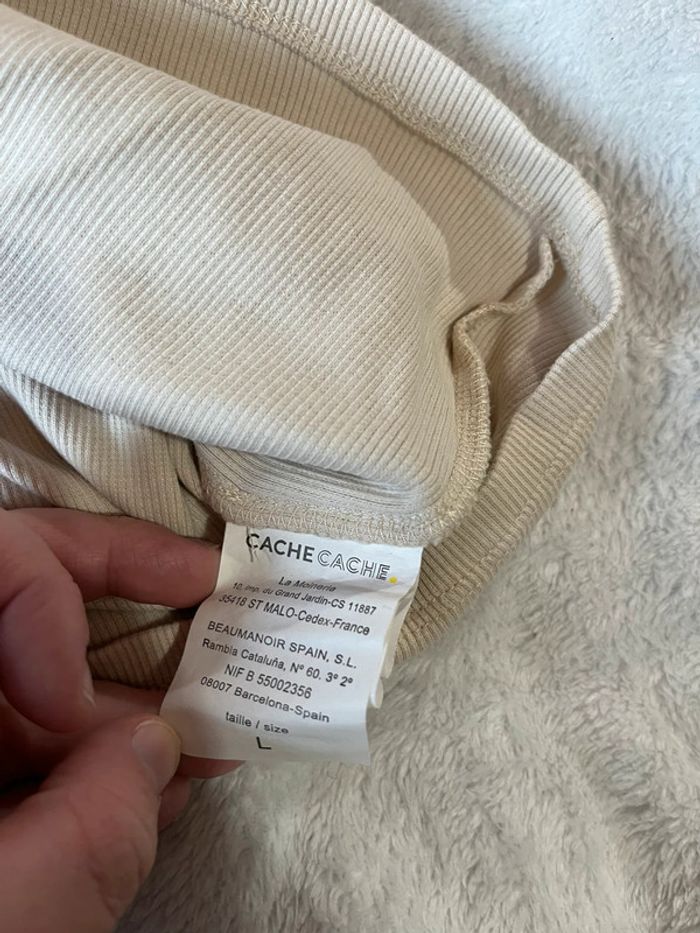 CACHE CACHE.
La Moinerie
10, imp. du Grand Jardin-CS 11887
35418 ST MALO-Cedex-France
BEAUMANOIR SPAIN, S.L.
Rambla Cataluña, Nº 60. 3º 2º
NIF B 55002356
08007 Barcelona-Spain
taille / size
L